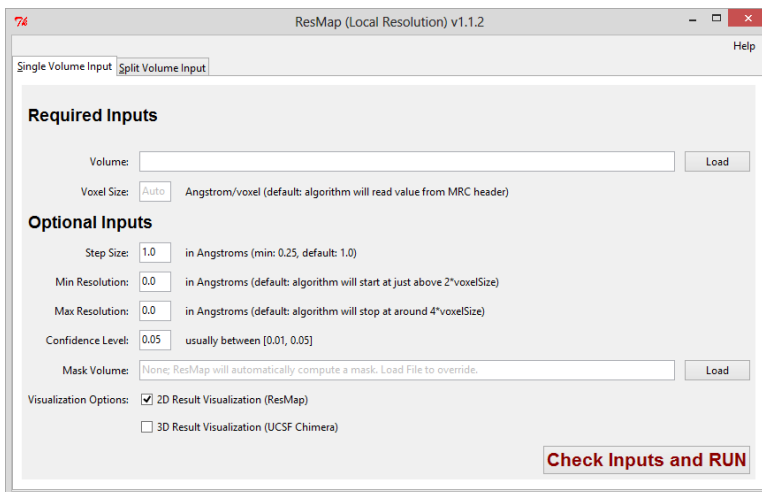 ResMap (Local Resolution) v1.1.2
Help
Single Volume Input Split Volume Input
Required Inputs
Volume: Load
Voxel Size: Auto Angstrom/voxel (default: algorithm will read value from MRC header)
Optional Inputs
Step Size: 1.0 in Angstroms (min: 0.25, default: 1.0)
Min Resolution: 0.0 in Angstroms (default: algorithm will start at just above 2*voxelSize)
Max Resolution: 0.0 in Angstroms (default: algorithm will stop at around 4*voxelSize)
Confidence Level: 0.05 usually between [0.01, 0.05]
Mask Volume: None; ResMap will automatically compute a mask. Load File to override. Load
Visualization Options: 2D Result Visualization (ResMap)
3D Result Visualization (UCSF Chimera)
Check Inputs and RUN